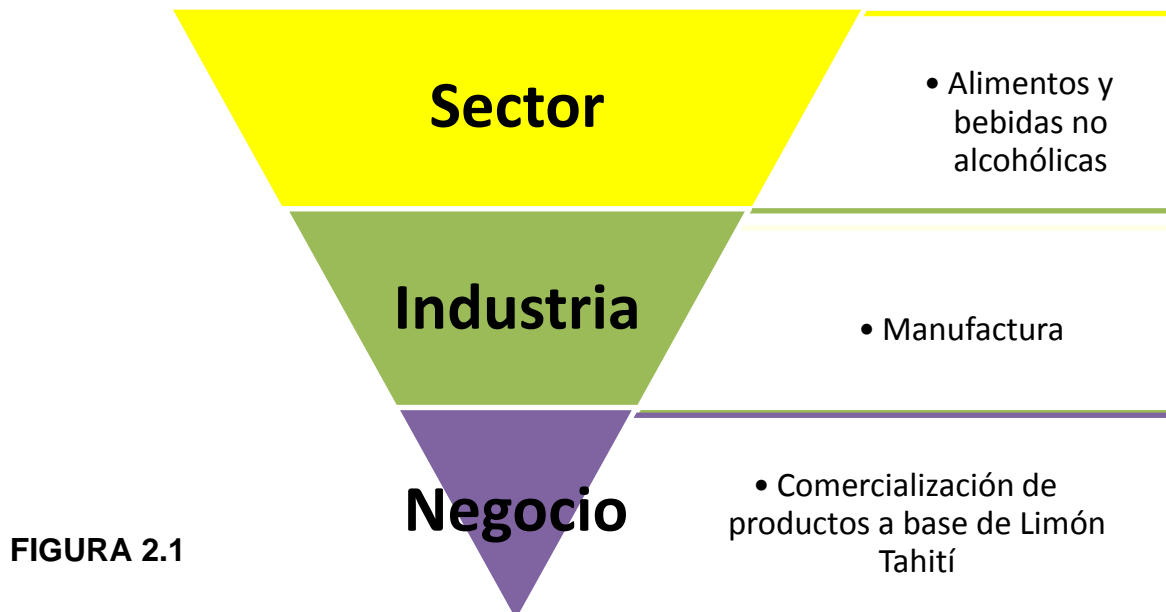 Sector
• Alimentos y
bebidas no
alcohólicas
Industria
• Manufactura
Negocio
• Comercialización de
productos a base de Limón
Tahití
FIGURA 2.1